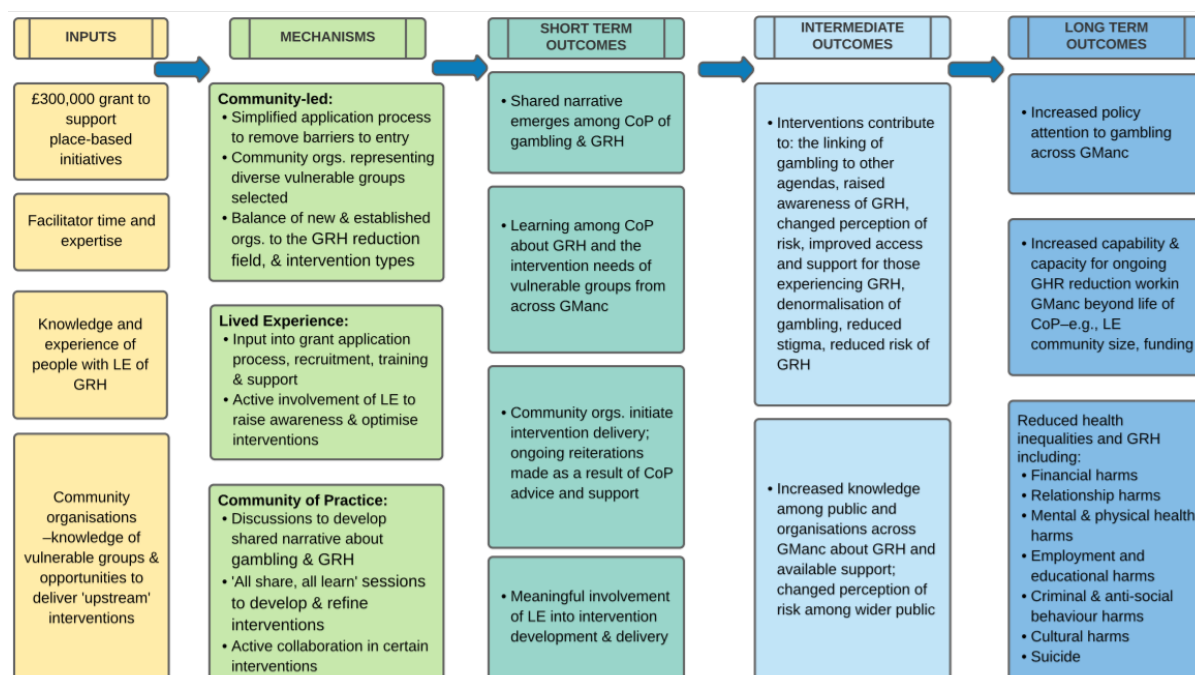 INPUTS
£300,000 grant to
support
place-based
initiatives
Facilitator time and
expertise
Knowledge and
experience of
people with LE of
GRH
Community
organisations
–knowledge of
vulnerable groups &
opportunities to
deliver 'upstream'
interventions
MECHANISMS
Community-led:
• Simplified application process
to remove barriers to entry
• Community orgs. representing
diverse vulnerable groups
selected
• Balance of new & established
orgs. to the GRH reduction
field, & intervention types
Lived Experience:
• Input into grant application
process, recruitment, training
& support
• Active involvement of LE to
raise awareness & optimise
interventions
Community of Practice:
• Discussions to develop
shared narrative about
gambling & GRH
• 'All share, all learn' sessions
to develop & refine
interventions
• Active collaboration in certain
interventions
SHORT TERM
OUTCOMES
• Shared narrative
emerges among CoP of
gambling & GRH
• Learning among CoP
about GRH and the
intervention needs of
vulnerable groups from
across GManc
• Community orgs. initiate
intervention delivery;
ongoing reiterations
made as a result of CoP
advice and support
• Meaningful involvement
of LE into intervention
development & delivery
INTERMEDIATE
OUTCOMES
• Interventions contribute
to: the linking of
gambling to other
agendas, raised
awareness of GRH,
changed perception of
risk, improved access
and support for those
experiencing GRH,
denormalisation of
gambling, reduced
stigma, reduced risk of
GRH
• Increased knowledge
among public and
organisations across
GManc about GRH and
available support;
changed perception of
risk among wider public
LONG TERM
OUTCOMES
• Increased policy
attention to gambling
across GManc
• Increased capability &
capacity for ongoing
GHR reduction workin
GManc beyond life of
CoP–e.g., LE
community size, funding
Reduced health
inequalities and GRH
including:
• Financial harms
• Relationship harms
• Mental & physical health
harms
• Employment and
educational harms
• Criminal & anti-social
behaviour harms
• Cultural harms
• Suicide